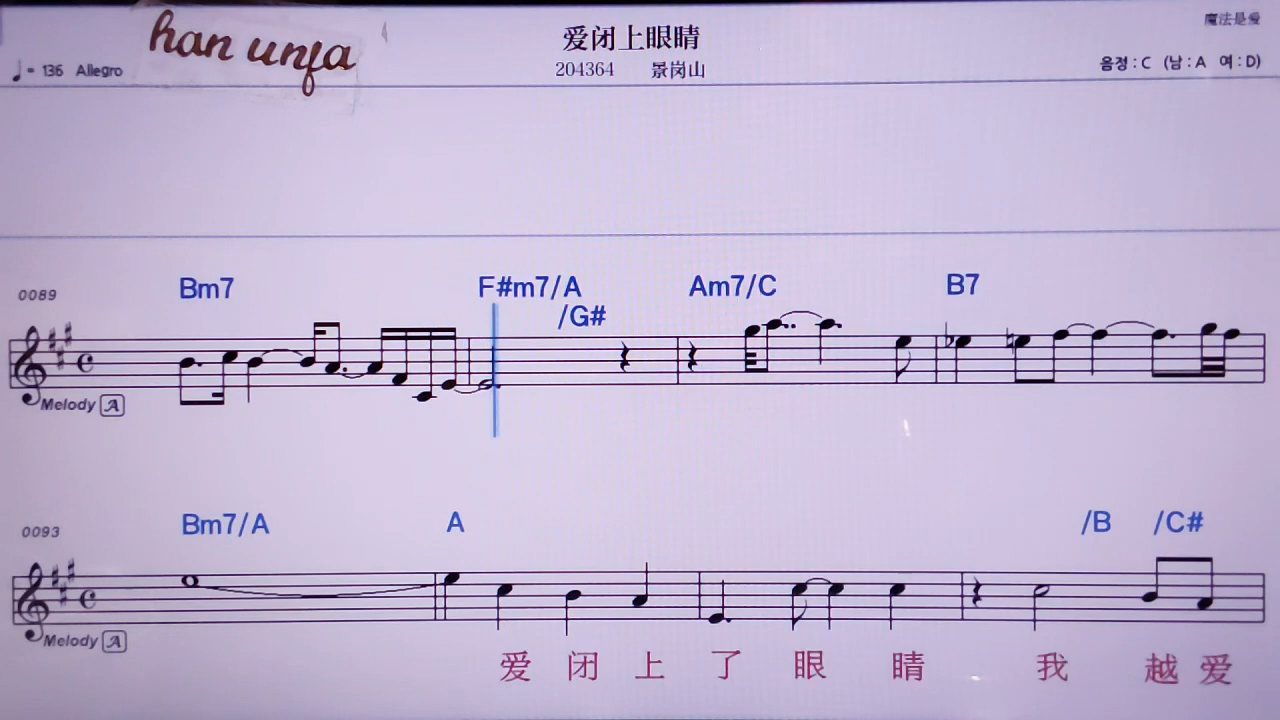 魔法是爱
han unfa
爱闭上眼睛
♩= 136 Allegro
204364 景岗山
음정 : C (남 : A 여 : D)
0089
Bm7 F#m7/A /G# Am7/C B7
Melody A
0093
Bm7/A A /B /C#
Melody A
爱 闭 上 了 眼 睛 我 越 爱